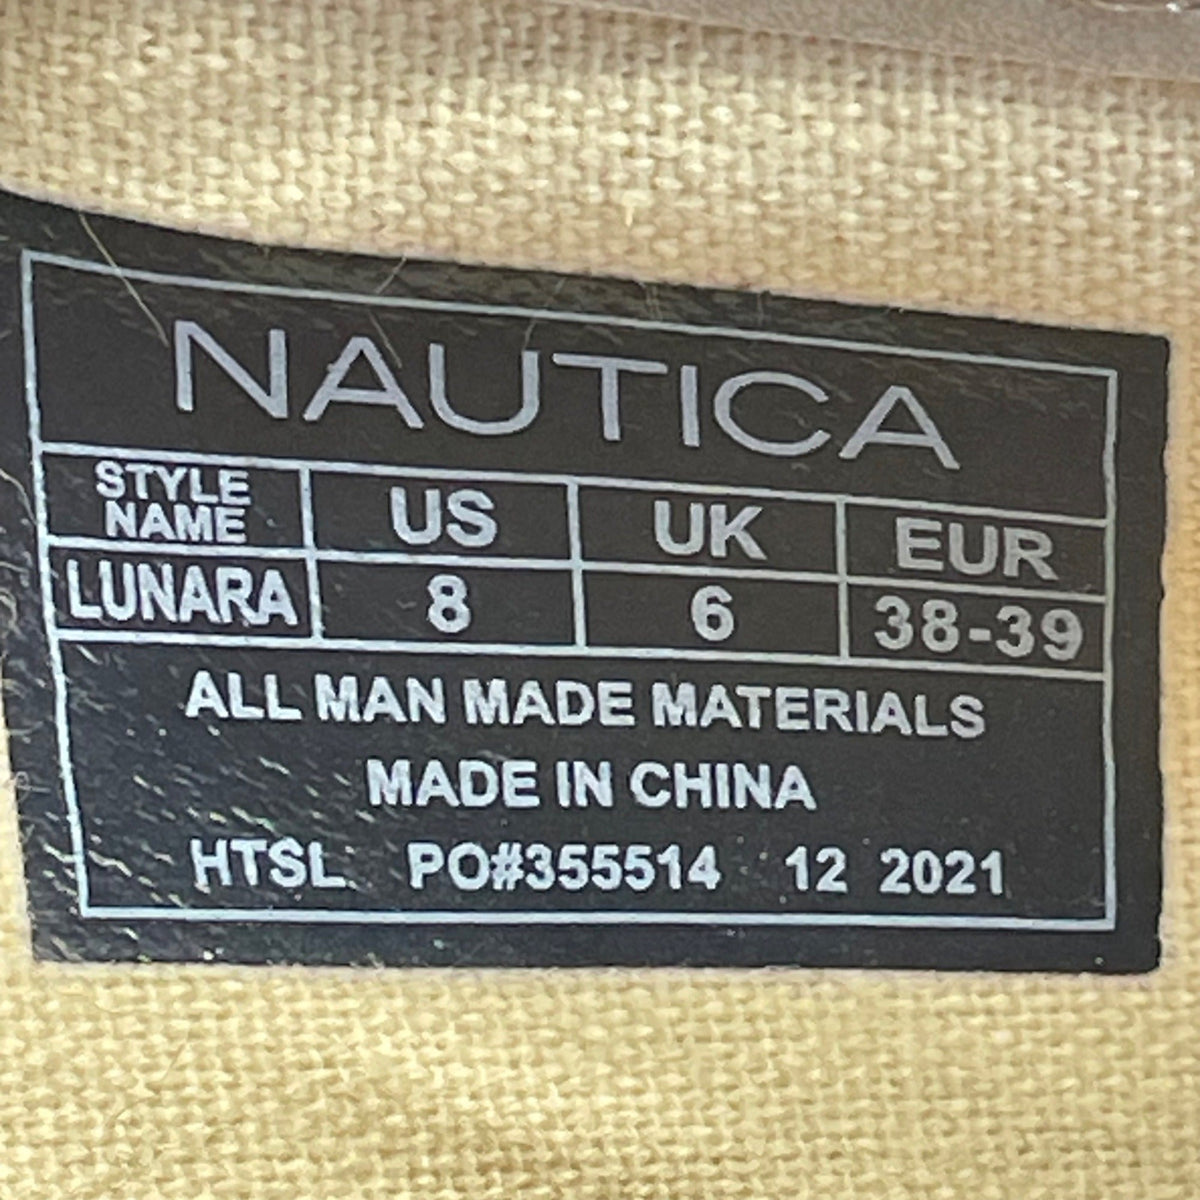 NAUTICA
STYLE NAME US UK EUR
LUNARA 8 6 38-39
ALL MAN MADE MATERIALS
MADE IN CHINA
HTSL PO#355514 12 2021